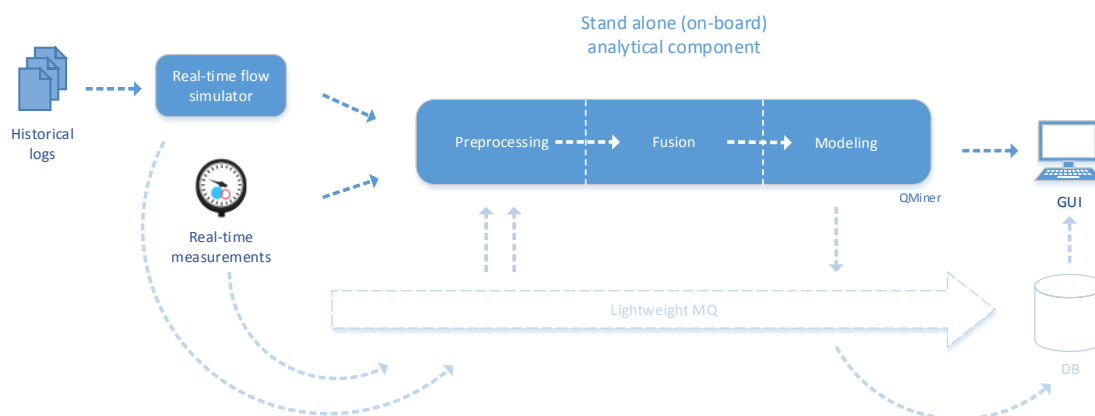 Stand alone (on-board)
analytical component
Historical
logs
Real-time flow
simulator
Real-time
measurements
Preprocessing
Fusion
Modeling
QMiner
GUI
Lightweight MQ
DB